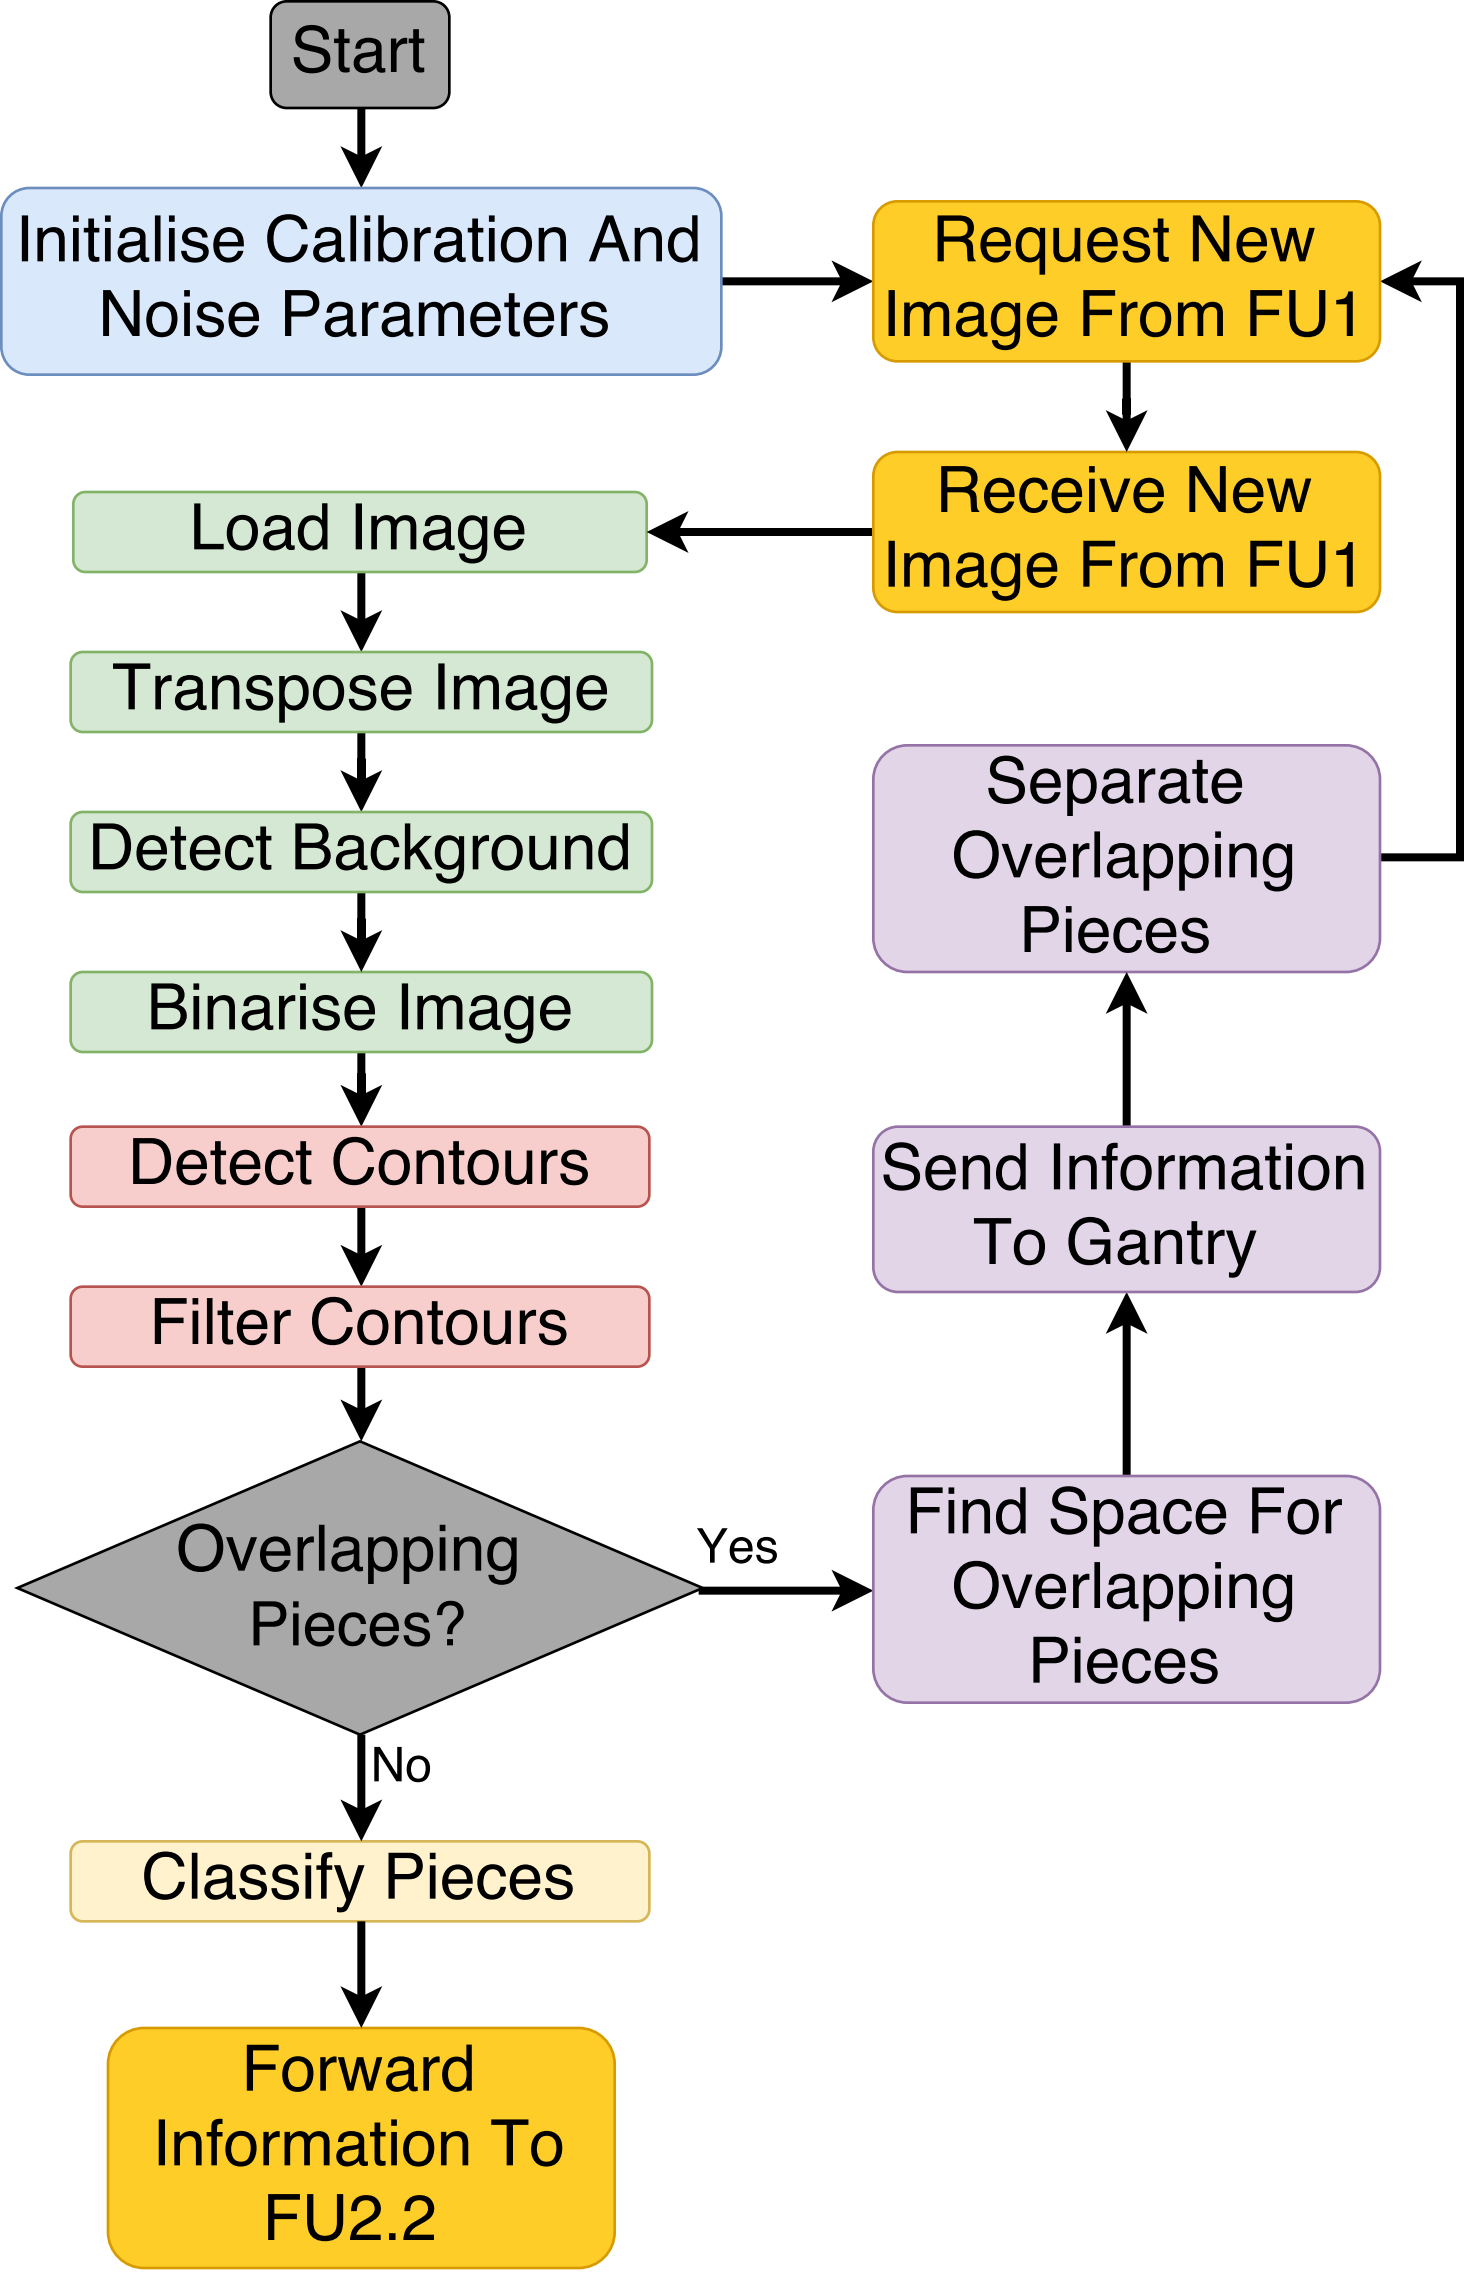 Start
Initialise Calibration And
Noise Parameters
Request New
Image From FU1
Receive New
Image From FU1
Load Image
Transpose Image
Detect Background
Binarise Image
Detect Contours
Filter Contours
Overlapping
Pieces?
Yes
No
Find Space For
Overlapping
Pieces
Send Information
To Gantry
Separate
Overlapping
Pieces
Classify Pieces
Forward
Information To
FU2.2